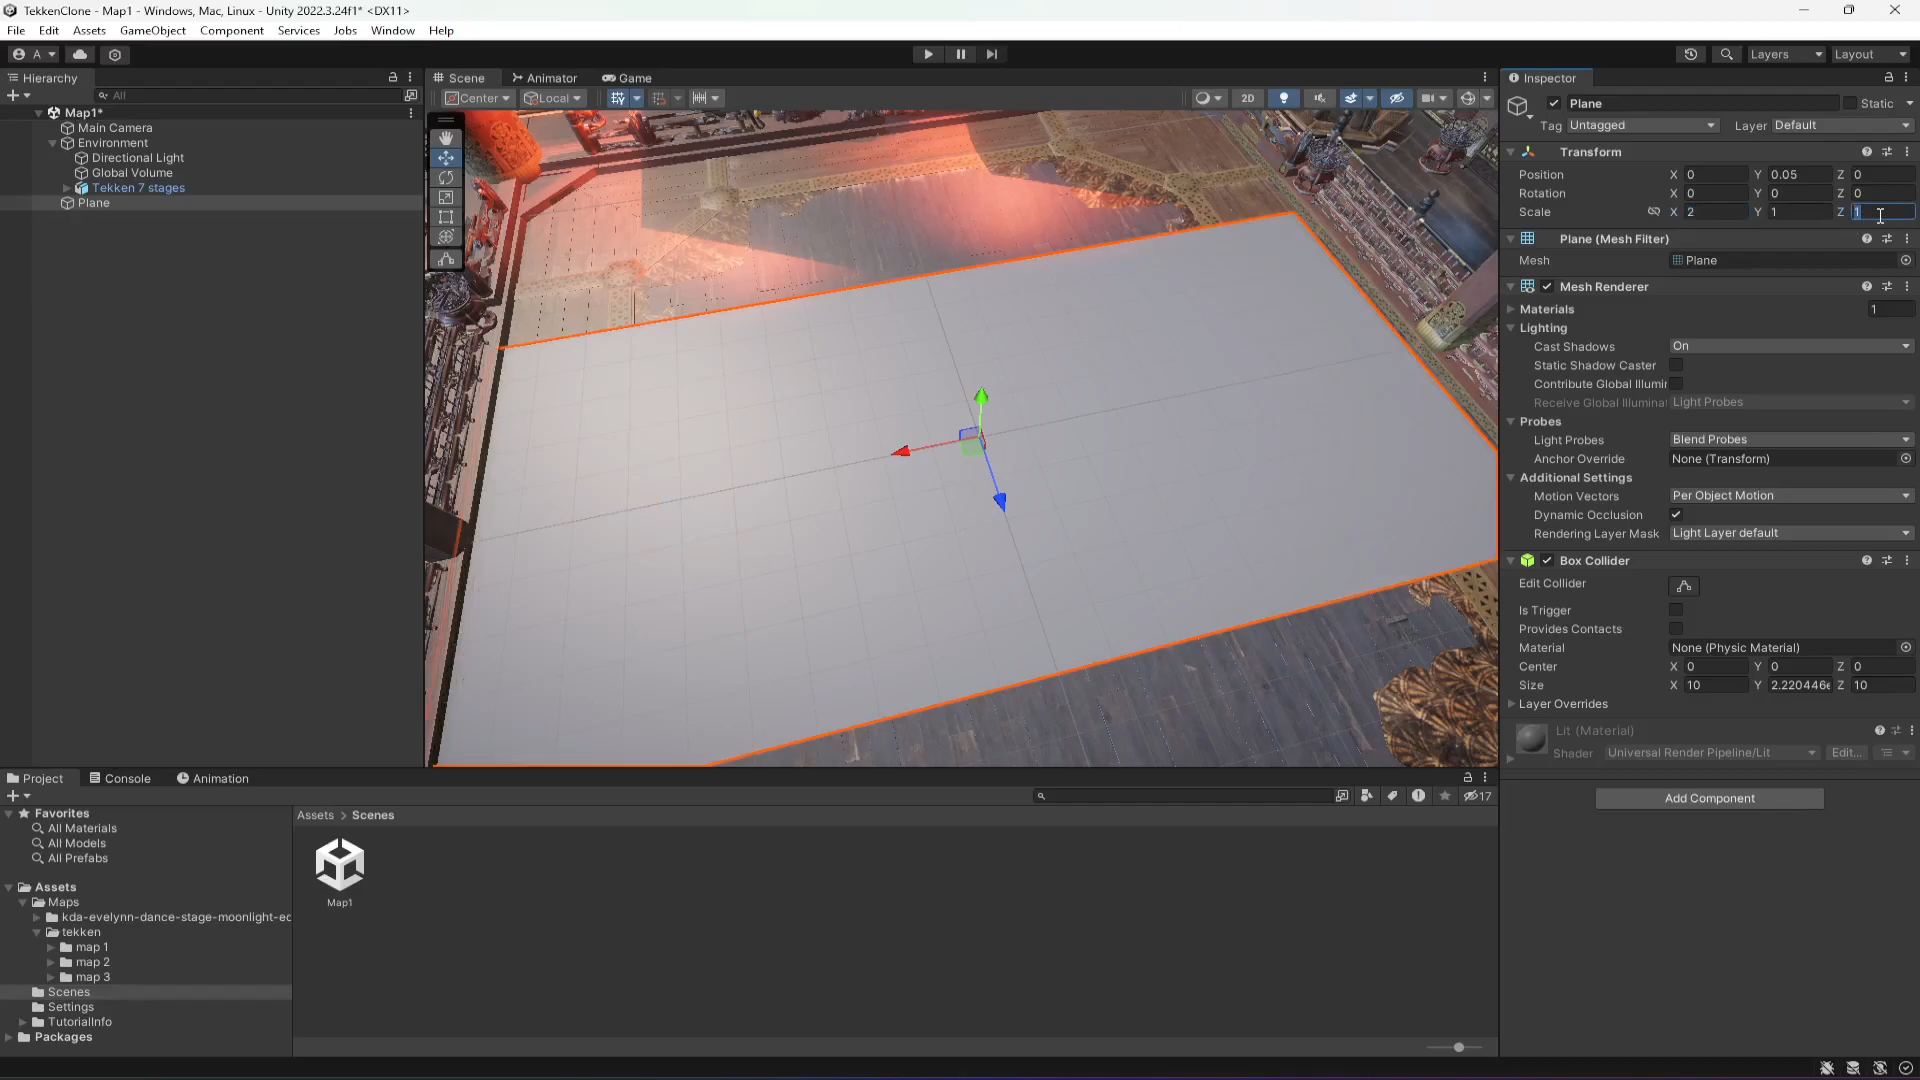 TekkenClone - Map1 - Windows, Mac, Linux - Unity 2022.3.24f1* <DX11>
File Edit Assets GameObject Component Services Jobs Window Help
A Layers Layout
Hierarchy
All
Map1*
Main Camera
Environment
Directional Light
Global Volume
Tekken 7 stages
Plane
Scene Animator Game
Center Local 2D
Inspector
Plane Static
Tag Untagged Layer Default
Transform
Position X 0 Y 0.05 Z 0
Rotation X 0 Y 0 Z 0
Scale X 2 Y 1 Z 1
Plane (Mesh Filter)
Mesh Plane
Mesh Renderer
Materials 1
Lighting
Cast Shadows On
Static Shadow Caster
Contribute Global Illumir
Receive Global Illuminat Light Probes
Probes
Light Probes Blend Probes
Anchor Override None (Transform)
Additional Settings
Motion Vectors Per Object Motion
Dynamic Occlusion
Rendering Layer Mask Light Layer default
Box Collider
Edit Collider
Is Trigger
Provides Contacts
Material None (Physic Material)
Center X 0 Y 0 Z 0
Size X 10 Y 2.220446e Z 10
Layer Overrides
Lit (Material)
Shader Universal Render Pipeline/Lit Edit...
Add Component
Project Console Animation
17
Favorites
All Materials
All Models
All Prefabs
Assets
Maps
kda-evelynn-dance-stage-moonlight-ec
tekken
map 1
map 2
map 3
Scenes
Settings
TutorialInfo
Packages
Assets > Scenes
Map1